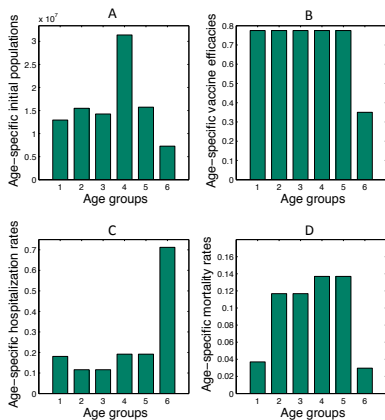 A
x 10⁷
Age−specific initial populations
3
2.5
2
1.5
1
0.5
0
1 2 3 4 5 6
Age groups
B
Age−specific vaccine efficacies
0.8
0.7
0.6
0.5
0.4
0.3
0.2
0.1
0
1 2 3 4 5 6
Age groups
C
Age−specific hospitalization rates
0.7
0.6
0.5
0.4
0.3
0.2
0.1
0
1 2 3 4 5 6
Age groups
D
Age−specific mortality rates
0.16
0.14
0.12
0.1
0.08
0.06
0.04
0.02
0
1 2 3 4 5 6
Age groups